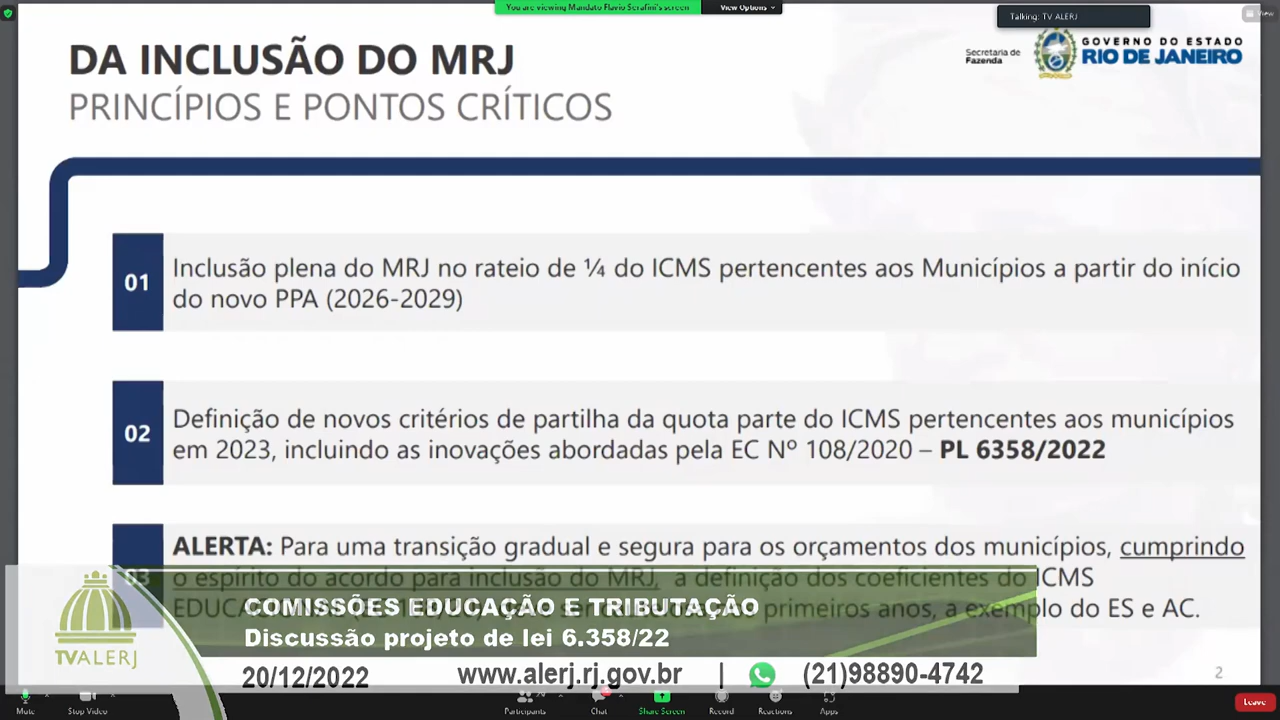 You are viewing Mandato Flavio Serafini's screen
View Options
Talking: TV ALERJ
View
DA INCLUSÃO DO MRJ
PRINCÍPIOS E PONTOS CRÍTICOS
Secretaria de
Fazenda
GOVERNO DO ESTADO
RIO DE JANEIRO
01
Inclusão plena do MRJ no rateio de ¼ do ICMS pertencentes aos Municípios a partir do início
do novo PPA (2026-2029)
02
Definição de novos critérios de partilha da quota parte do ICMS pertencentes aos municípios
em 2023, incluindo as inovações abordadas pela EC Nº 108/2020 – PL 6358/2022
03
ALERTA: Para uma transição gradual e segura para os orçamentos dos municípios, cumprindo
o espírito do acordo para inclusão do MRJ, a definição dos coeficientes do ICMS
primeiros anos, a exemplo do ES e AC.
COMISSÕES EDUCAÇÃO E TRIBUTAÇÃO
Discussão projeto de lei 6.358/22
TVALERJ
20/12/2022 www.alerj.rj.gov.br | (21)98890-4742
2
Mute
Stop Video
Participants
Chat
Share Screen
Record
Reactions
Apps
Leave